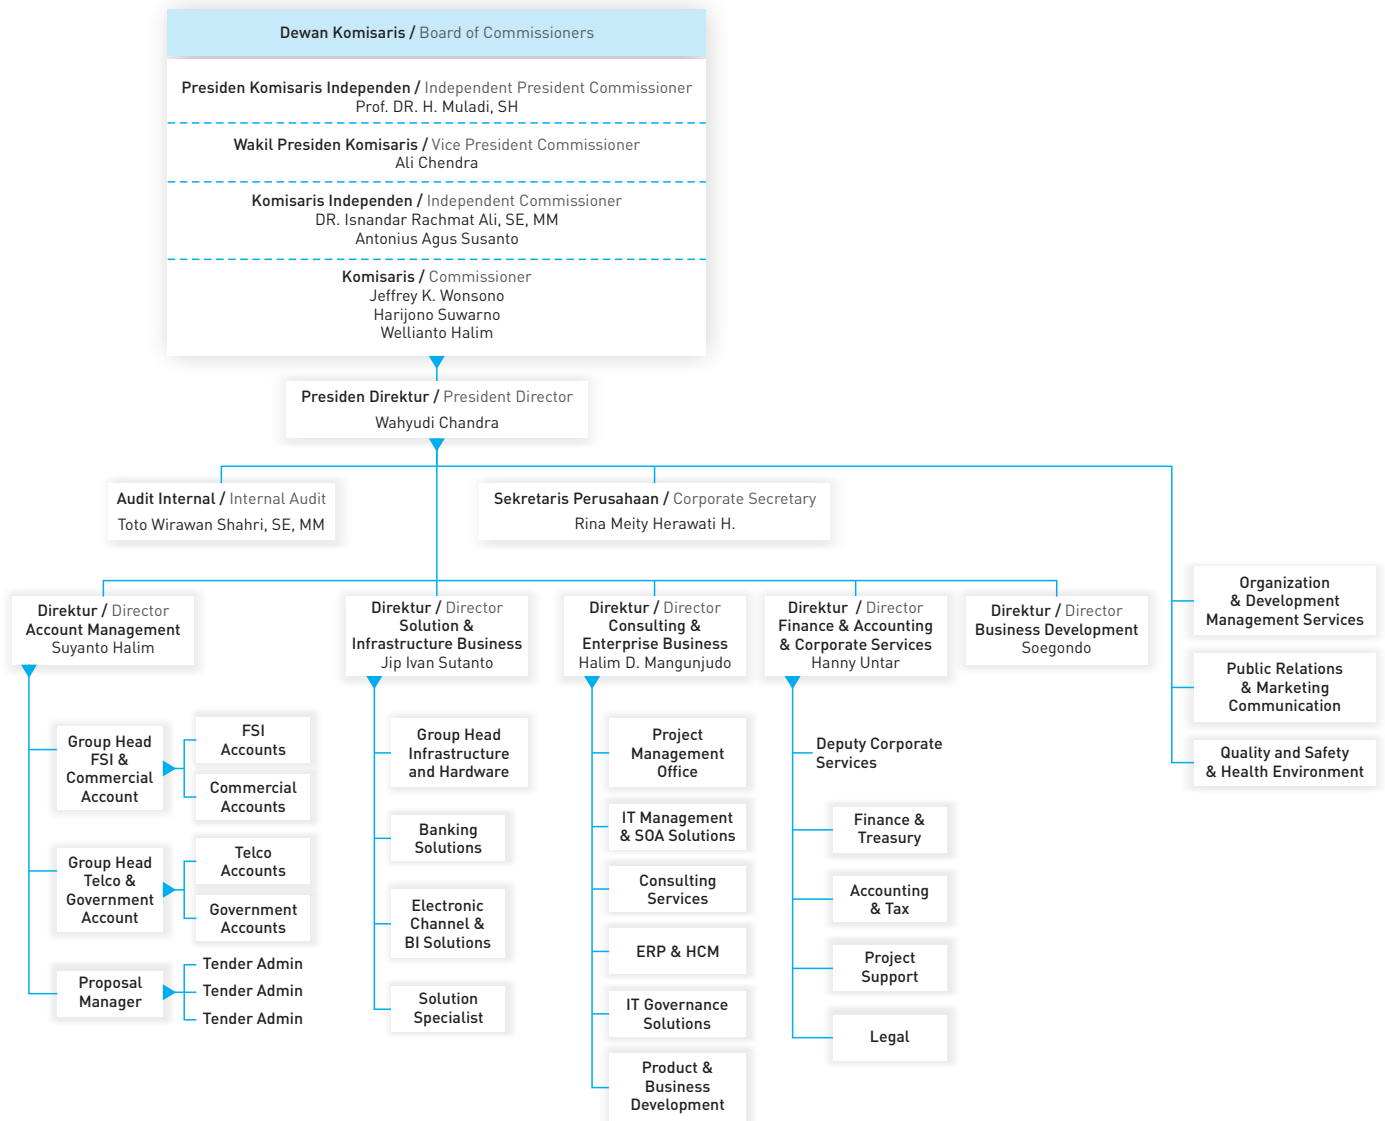 Dewan Komisaris / Board of Commissioners
Presiden Komisaris Independen / Independent President Commissioner
Prof. DR. H. Muladi, SH
Wakil Presiden Komisaris / Vice President Commissioner
Ali Chendra
Komisaris Independen / Independent Commissioner
DR. Isnandar Rachmat Ali, SE, MM
Antonius Agus Susanto
Komisaris / Commissioner
Jeffrey K. Wonsono
Harijono Suwarno
Wellianto Halim
Presiden Direktur / President Director
Wahyudi Chandra
Audit Internal / Internal Audit
Toto Wirawan Shahri, SE, MM
Sekretaris Perusahaan / Corporate Secretary
Rina Meity Herawati H.
Organization
& Development
Management Services
Public Relations
& Marketing
Communication
Quality and Safety
& Health Environment
Direktur / Director
Account Management
Suyanto Halim
Group Head
FSI &
Commercial
Account
FSI
Accounts
Commercial
Accounts
Group Head
Telco &
Government
Account
Telco
Accounts
Government
Accounts
Proposal
Manager
Tender Admin
Tender Admin
Tender Admin
Direktur / Director
Solution &
Infrastructure Business
Jip Ivan Sutanto
Group Head
Infrastructure
and Hardware
Banking
Solutions
Electronic
Channel &
BI Solutions
Solution
Specialist
Direktur / Director
Consulting &
Enterprise Business
Halim D. Mangunjudo
Project
Management
Office
IT Management
& SOA Solutions
Consulting
Services
ERP & HCM
IT Governance
Solutions
Product &
Business
Development
Direktur / Director
Finance & Accounting
& Corporate Services
Hanny Untar
Deputy Corporate
Services
Finance &
Treasury
Accounting
& Tax
Project
Support
Legal
Direktur / Director
Business Development
Soegondo